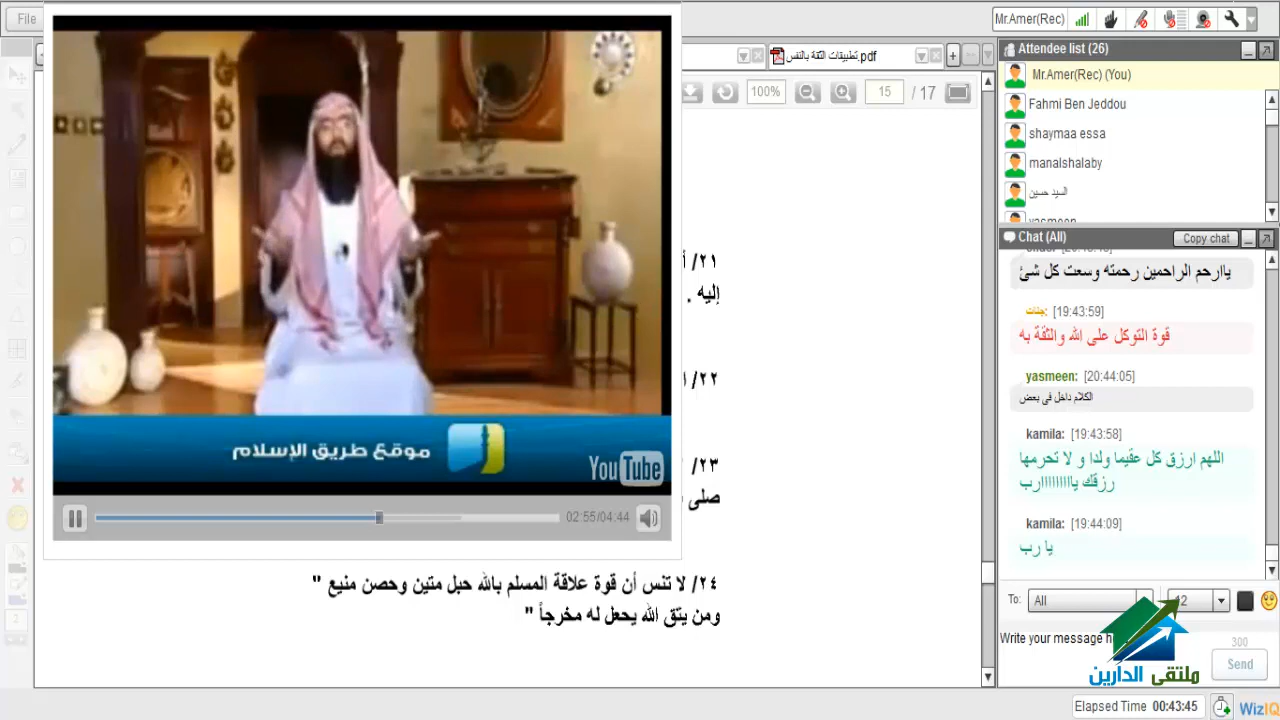 File
Mr.Amer(Rec)
تطبيقات الثقة بالنفس.pdf
100%
15 / 17
موقع طريق الإسلام
YouTube
02:55/04:44
٢١/
إليه .
٢٢/
٢٣/
صلى
٢٤/ لا تنس أن قوة علاقة المسلم بالله حبل متين وحصن منيع "
ومن يتق الله يجعل له مخرجاً "
Attendee list (26)
Mr.Amer(Rec) (You)
Fahmi Ben Jeddou
shaymaa essa
manalshalaby
السيد حسين
yasmeen
Chat (All)
Copy chat
ياارحم الراحمين رحمته وسعت كل شئ
جنات: [19:43:59]
قوة التوكل على الله والثقة به
yasmeen: [20:44:05]
الكلام داخل فى بعض
kamila: [19:43:58]
اللهم ارزق كل عقيما ولدا و لا تحرمها
رزقك ياااااااارب
kamila: [19:44:09]
يا رب
To: All
12
Write your message
300
Send
ملتقى الدارين
Elapsed Time 00:43:45
WizIQ